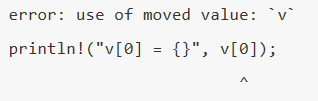 error: use of moved value: `v`
println!("v[0] = {}", v[0]);
^